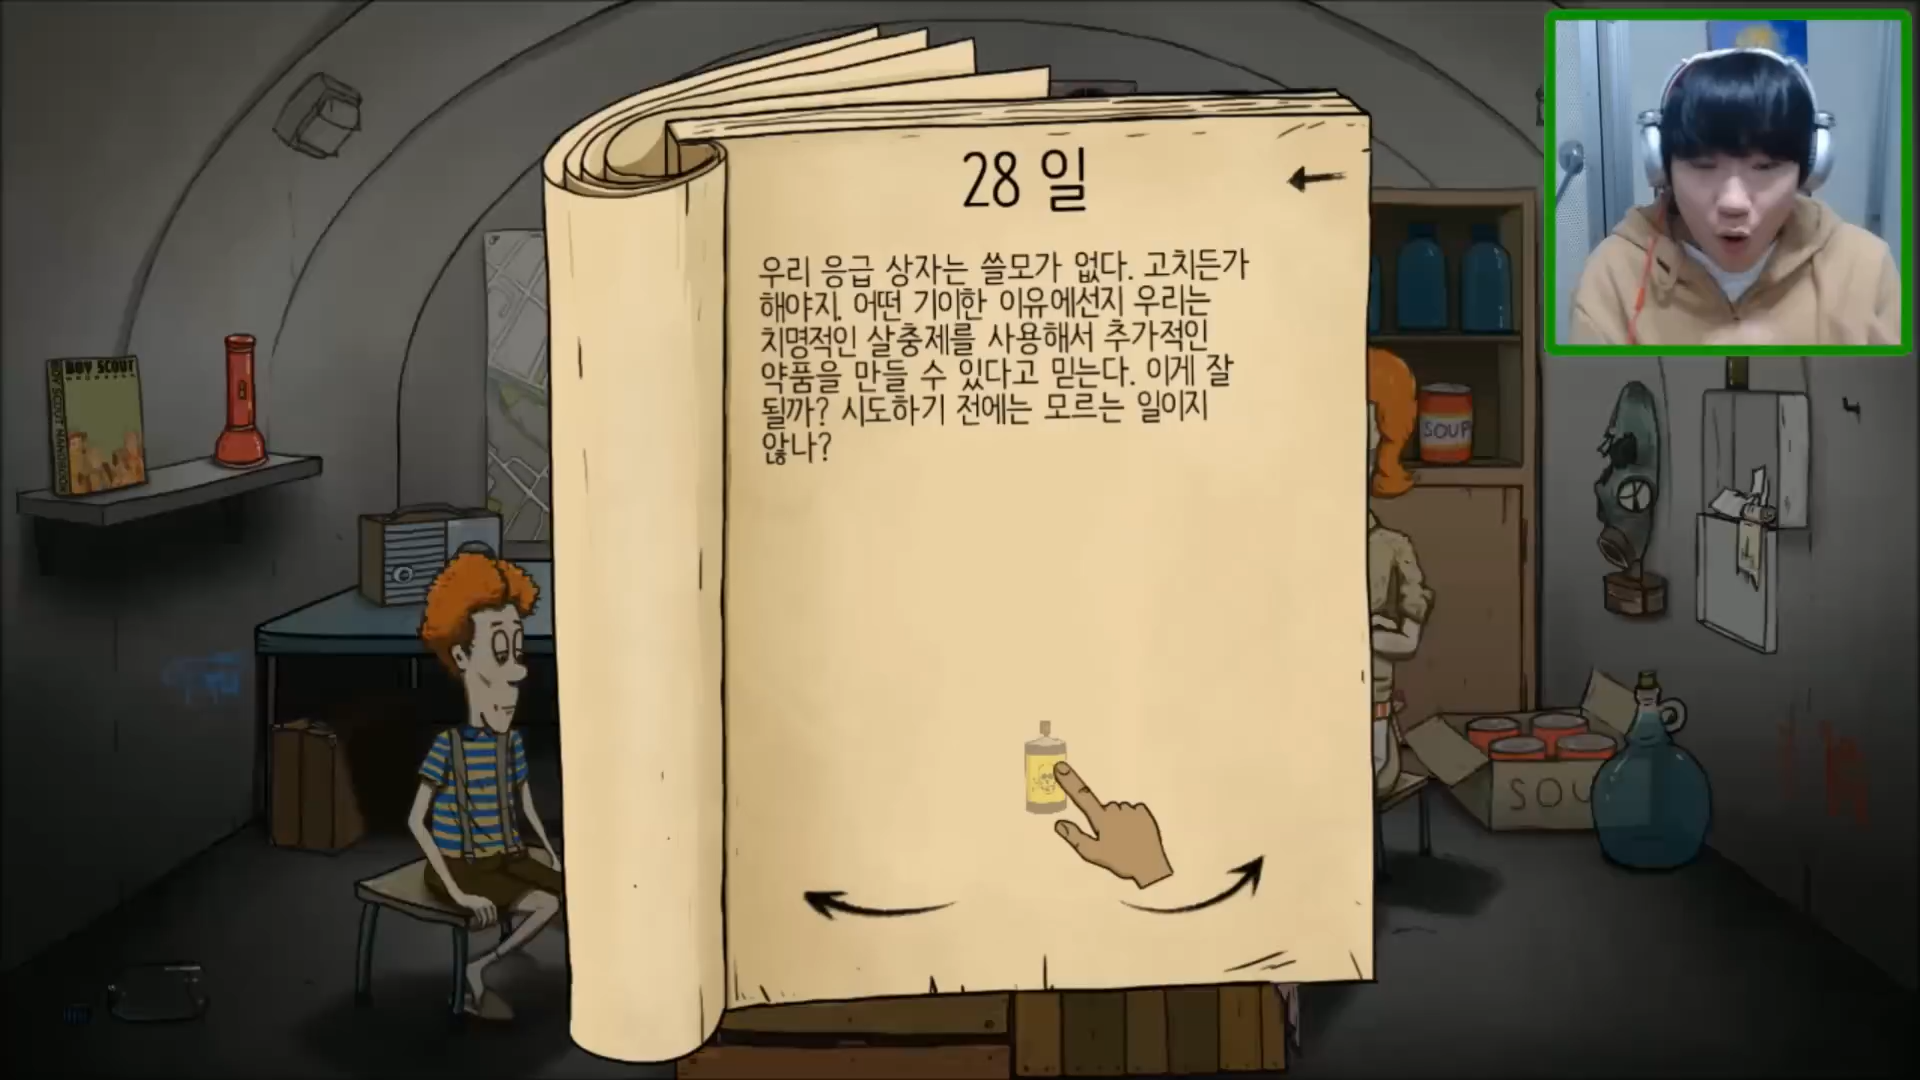 28 일
우리 응급 상자는 쓸모가 없다. 고치든가
해야지. 어떤 기이한 이유에선지 우리는
치명적인 살충제를 사용해서 추가적인
약품을 만들 수 있다고 믿는다. 이게 잘
될까? 시도하기 전에는 모르는 일이지
않나?
BOY SCOUT
HANDBOOK
BOY SCOUT HANDBOOK
SOUP
SOU